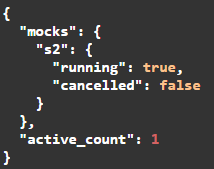 {
  "mocks": {
    "s2": {
      "running": true,
      "cancelled": false
    }
  },
  "active_count": 1
}